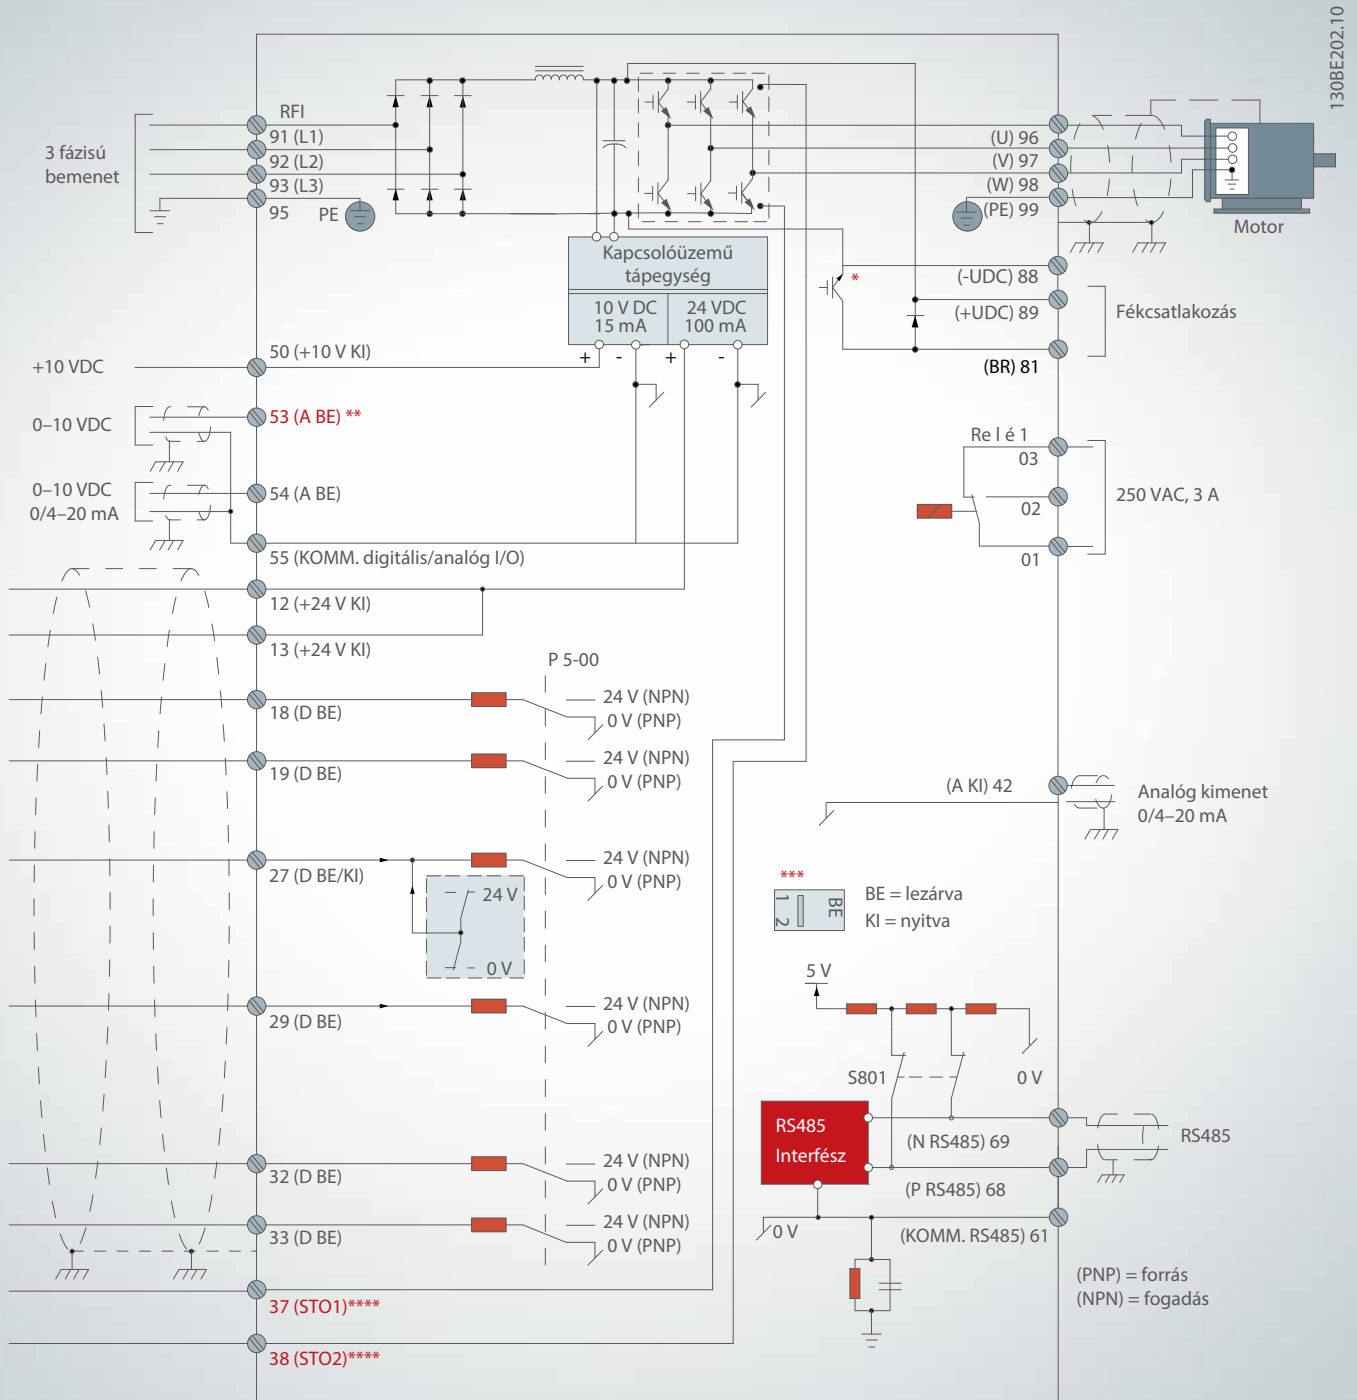 130BE202.10
3 fázisú
bemenet
RFI
91 (L1)
92 (L2)
93 (L3)
95
PE
(U) 96
(V) 97
(W) 98
(PE) 99
Motor
Kapcsolóüzemű
tápegység
10 V DC
15 mA
24 VDC
100 mA
+
-
+
-
*
(-UDC) 88
(+UDC) 89
(BR) 81
Fékcsatlakozás
+10 VDC
50 (+10 V KI)
0–10 VDC
53 (A BE) **
0–10 VDC
0/4–20 mA
54 (A BE)
55 (KOMM. digitális/analóg I/O)
12 (+24 V KI)
13 (+24 V KI)
Relé 1
03
02
01
250 VAC, 3 A
P 5-00
18 (D BE)
24 V (NPN)
0 V (PNP)
19 (D BE)
24 V (NPN)
0 V (PNP)
27 (D BE/KI)
24 V (NPN)
0 V (PNP)
24 V
0 V
29 (D BE)
24 V (NPN)
0 V (PNP)
32 (D BE)
24 V (NPN)
0 V (PNP)
33 (D BE)
24 V (NPN)
0 V (PNP)
37 (STO1)****
38 (STO2)****
(A KI) 42
Analóg kimenet
0/4–20 mA
***
1
2
BE
BE = lezárva
KI = nyitva
5 V
S801
0 V
RS485
Interfész
(N RS485) 69
(P RS485) 68
RS485
0 V
(KOMM. RS485) 61
(PNP) = forrás
(NPN) = fogadás